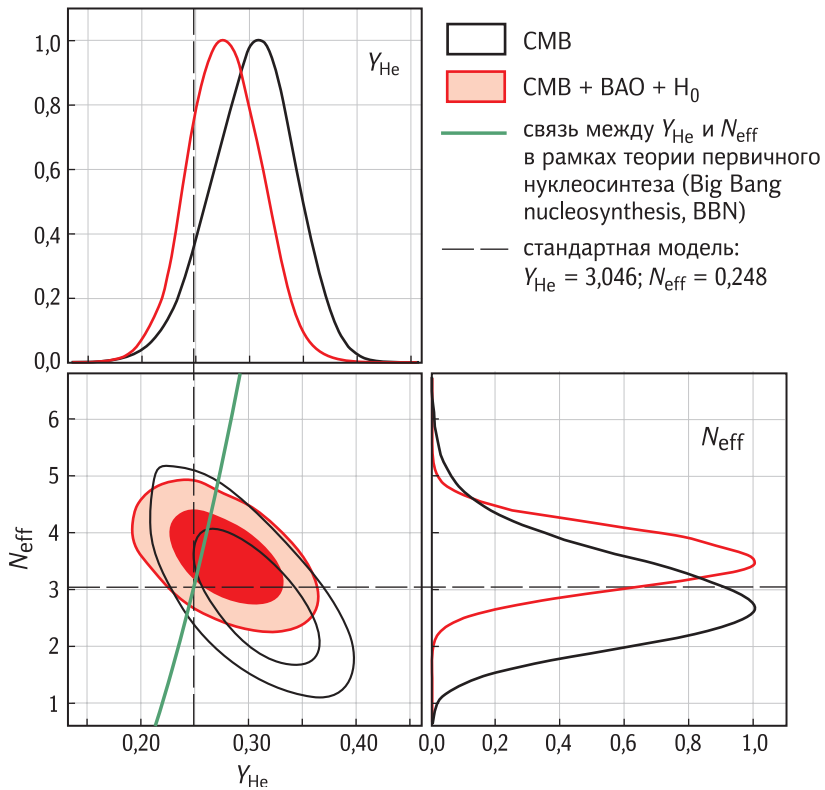 1,0
0,8
0,6
0,4
0,2
0,0
Y_He
CMB
CMB + BAO + H_0
связь между Y_He и N_eff
в рамках теории первичного
нуклеосинтеза (Big Bang
nucleosynthesis, BBN)
стандартная модель:
Y_He = 3,046; N_eff = 0,248
6
5
4
3
2
1
N_eff
0,20 0,30 0,40
Y_He
N_eff
0,0 0,2 0,4 0,6 0,8 1,0